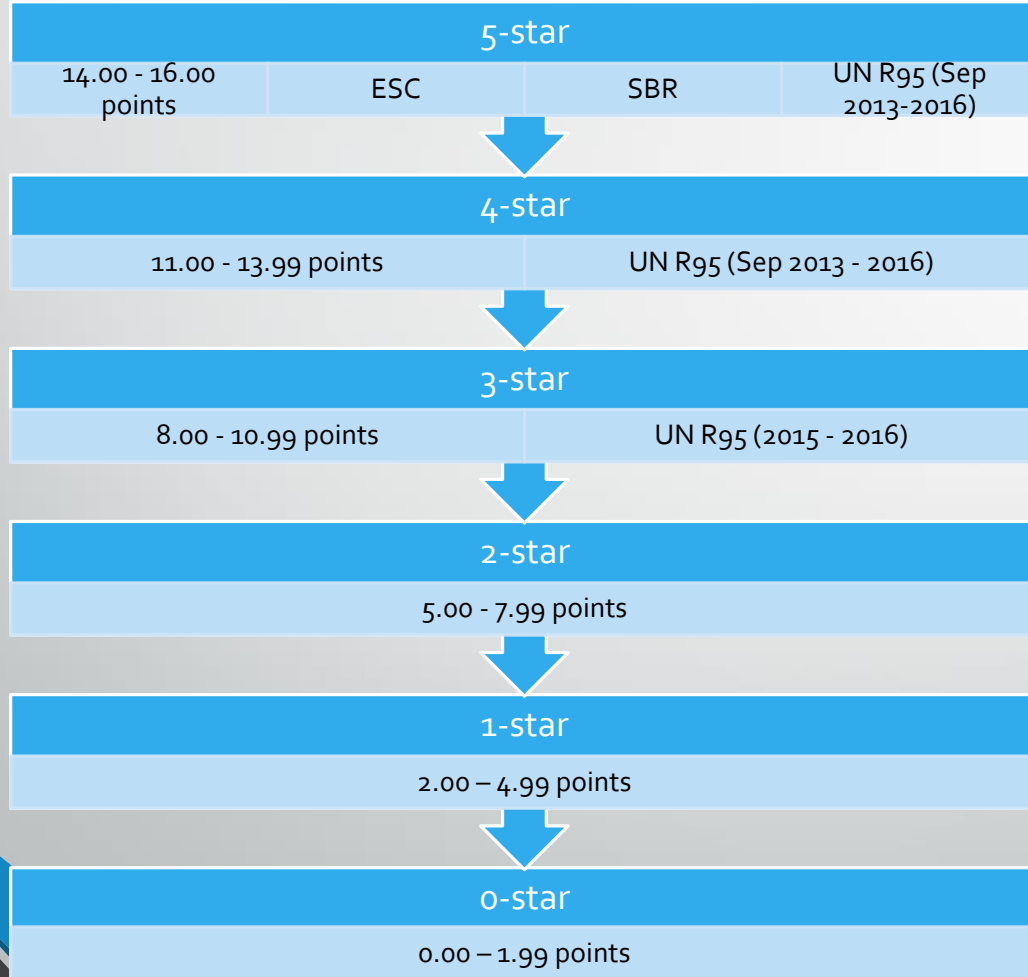 5-star
14.00 - 16.00
points
ESC
SBR
UN R95 (Sep
2013-2016)
4-star
11.00 - 13.99 points
UN R95 (Sep 2013 - 2016)
3-star
8.00 - 10.99 points
UN R95 (2015 - 2016)
2-star
5.00 - 7.99 points
1-star
2.00 – 4.99 points
0-star
0.00 – 1.99 points